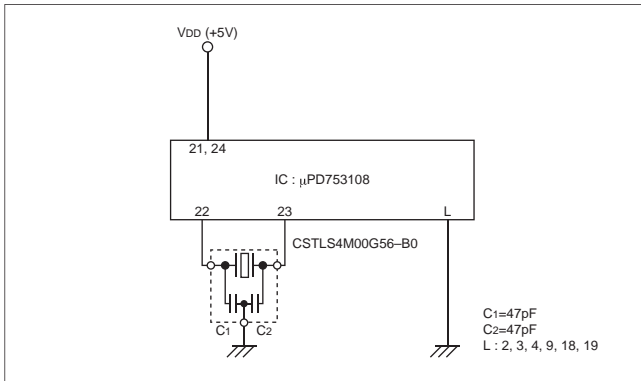 VDD (+5V)
21, 24
IC : μPD753108
22 23 L
CSTLS4M00G56–B0
C1 C2
C1=47pF
C2=47pF
L : 2, 3, 4, 9, 18, 19